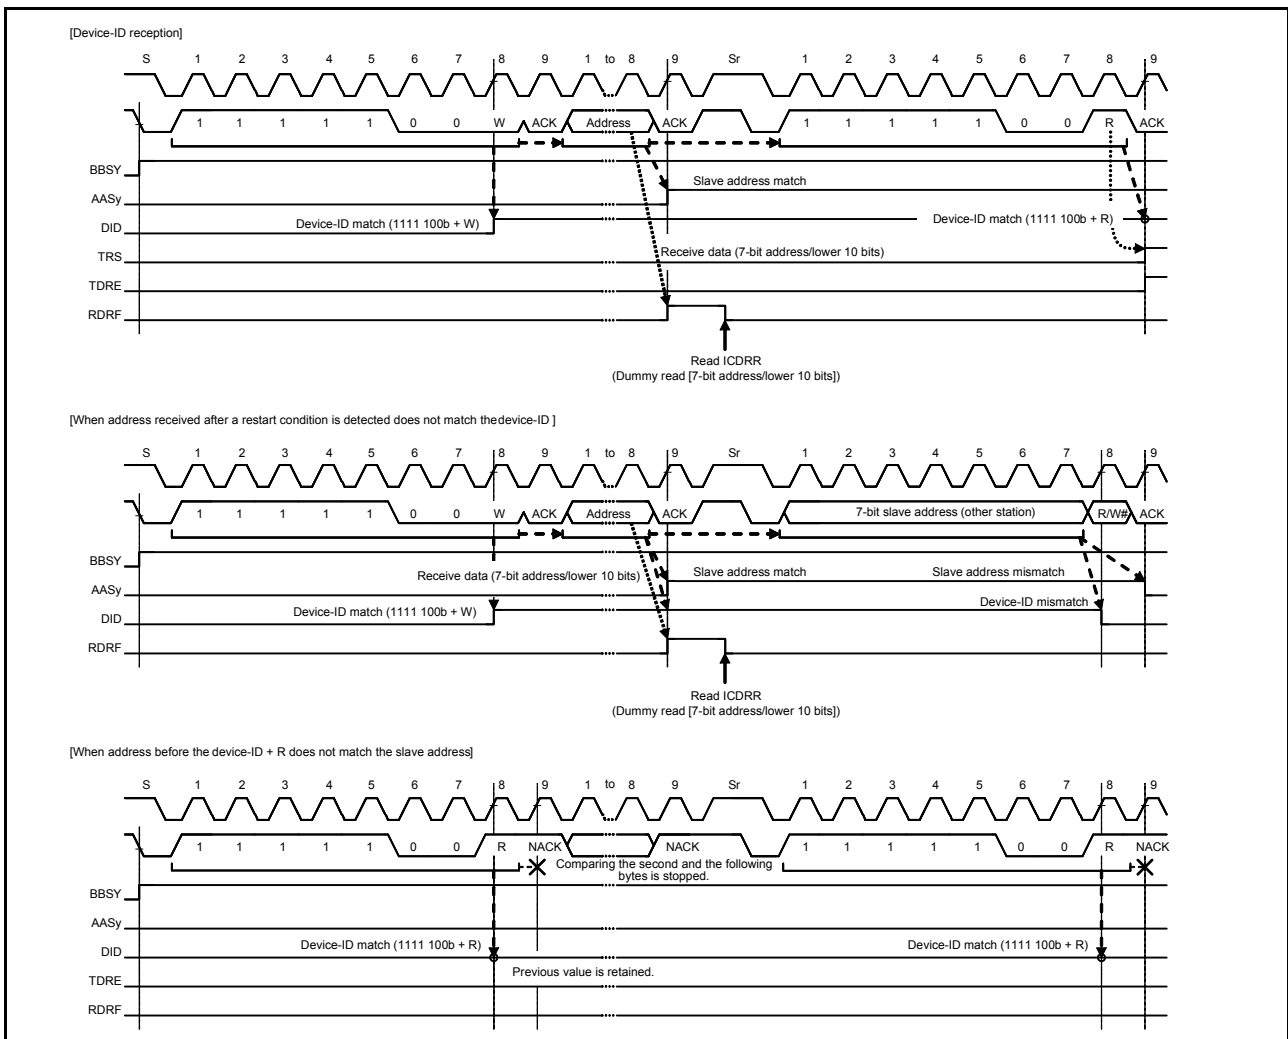 [Device-ID reception]
S 1 2 3 4 5 6 7 8 9 1 to 8 9 Sr 1 2 3 4 5 6 7 8 9
1 1 1 1 1 0 0 W ACK Address ACK 1 1 1 1 1 0 0 R ACK
BBSY
Slave address match
AASy
Device-ID match (1111 100b + W) Device-ID match (1111 100b + R)
DID
Receive data (7-bit address/lower 10 bits)
TRS
TDRE
RDRF
Read ICDRR
(Dummy read [7-bit address/lower 10 bits])
[When address received after a restart condition is detected does not match thedevice-ID ]
S 1 2 3 4 5 6 7 8 9 1 to 8 9 Sr 1 2 3 4 5 6 7 8 9
1 1 1 1 1 0 0 W ACK Address ACK 7-bit slave address (other station) R/W# ACK
BBSY
Receive data (7-bit address/lower 10 bits) Slave address match Slave address mismatch
AASy
Device-ID match (1111 100b + W) Device-ID mismatch
DID
RDRF
Read ICDRR
(Dummy read [7-bit address/lower 10 bits])
[When address before the device-ID + R does not match the slave address]
S 1 2 3 4 5 6 7 8 9 1 to 8 9 Sr 1 2 3 4 5 6 7 8 9
1 1 1 1 1 0 0 R NACK NACK 1 1 1 1 1 0 0 R NACK
Comparing the second and the following
bytes is stopped.
BBSY
AASy
Device-ID match (1111 100b + R) Device-ID match (1111 100b + R)
DID
Previous value is retained.
TDRE
RDRF